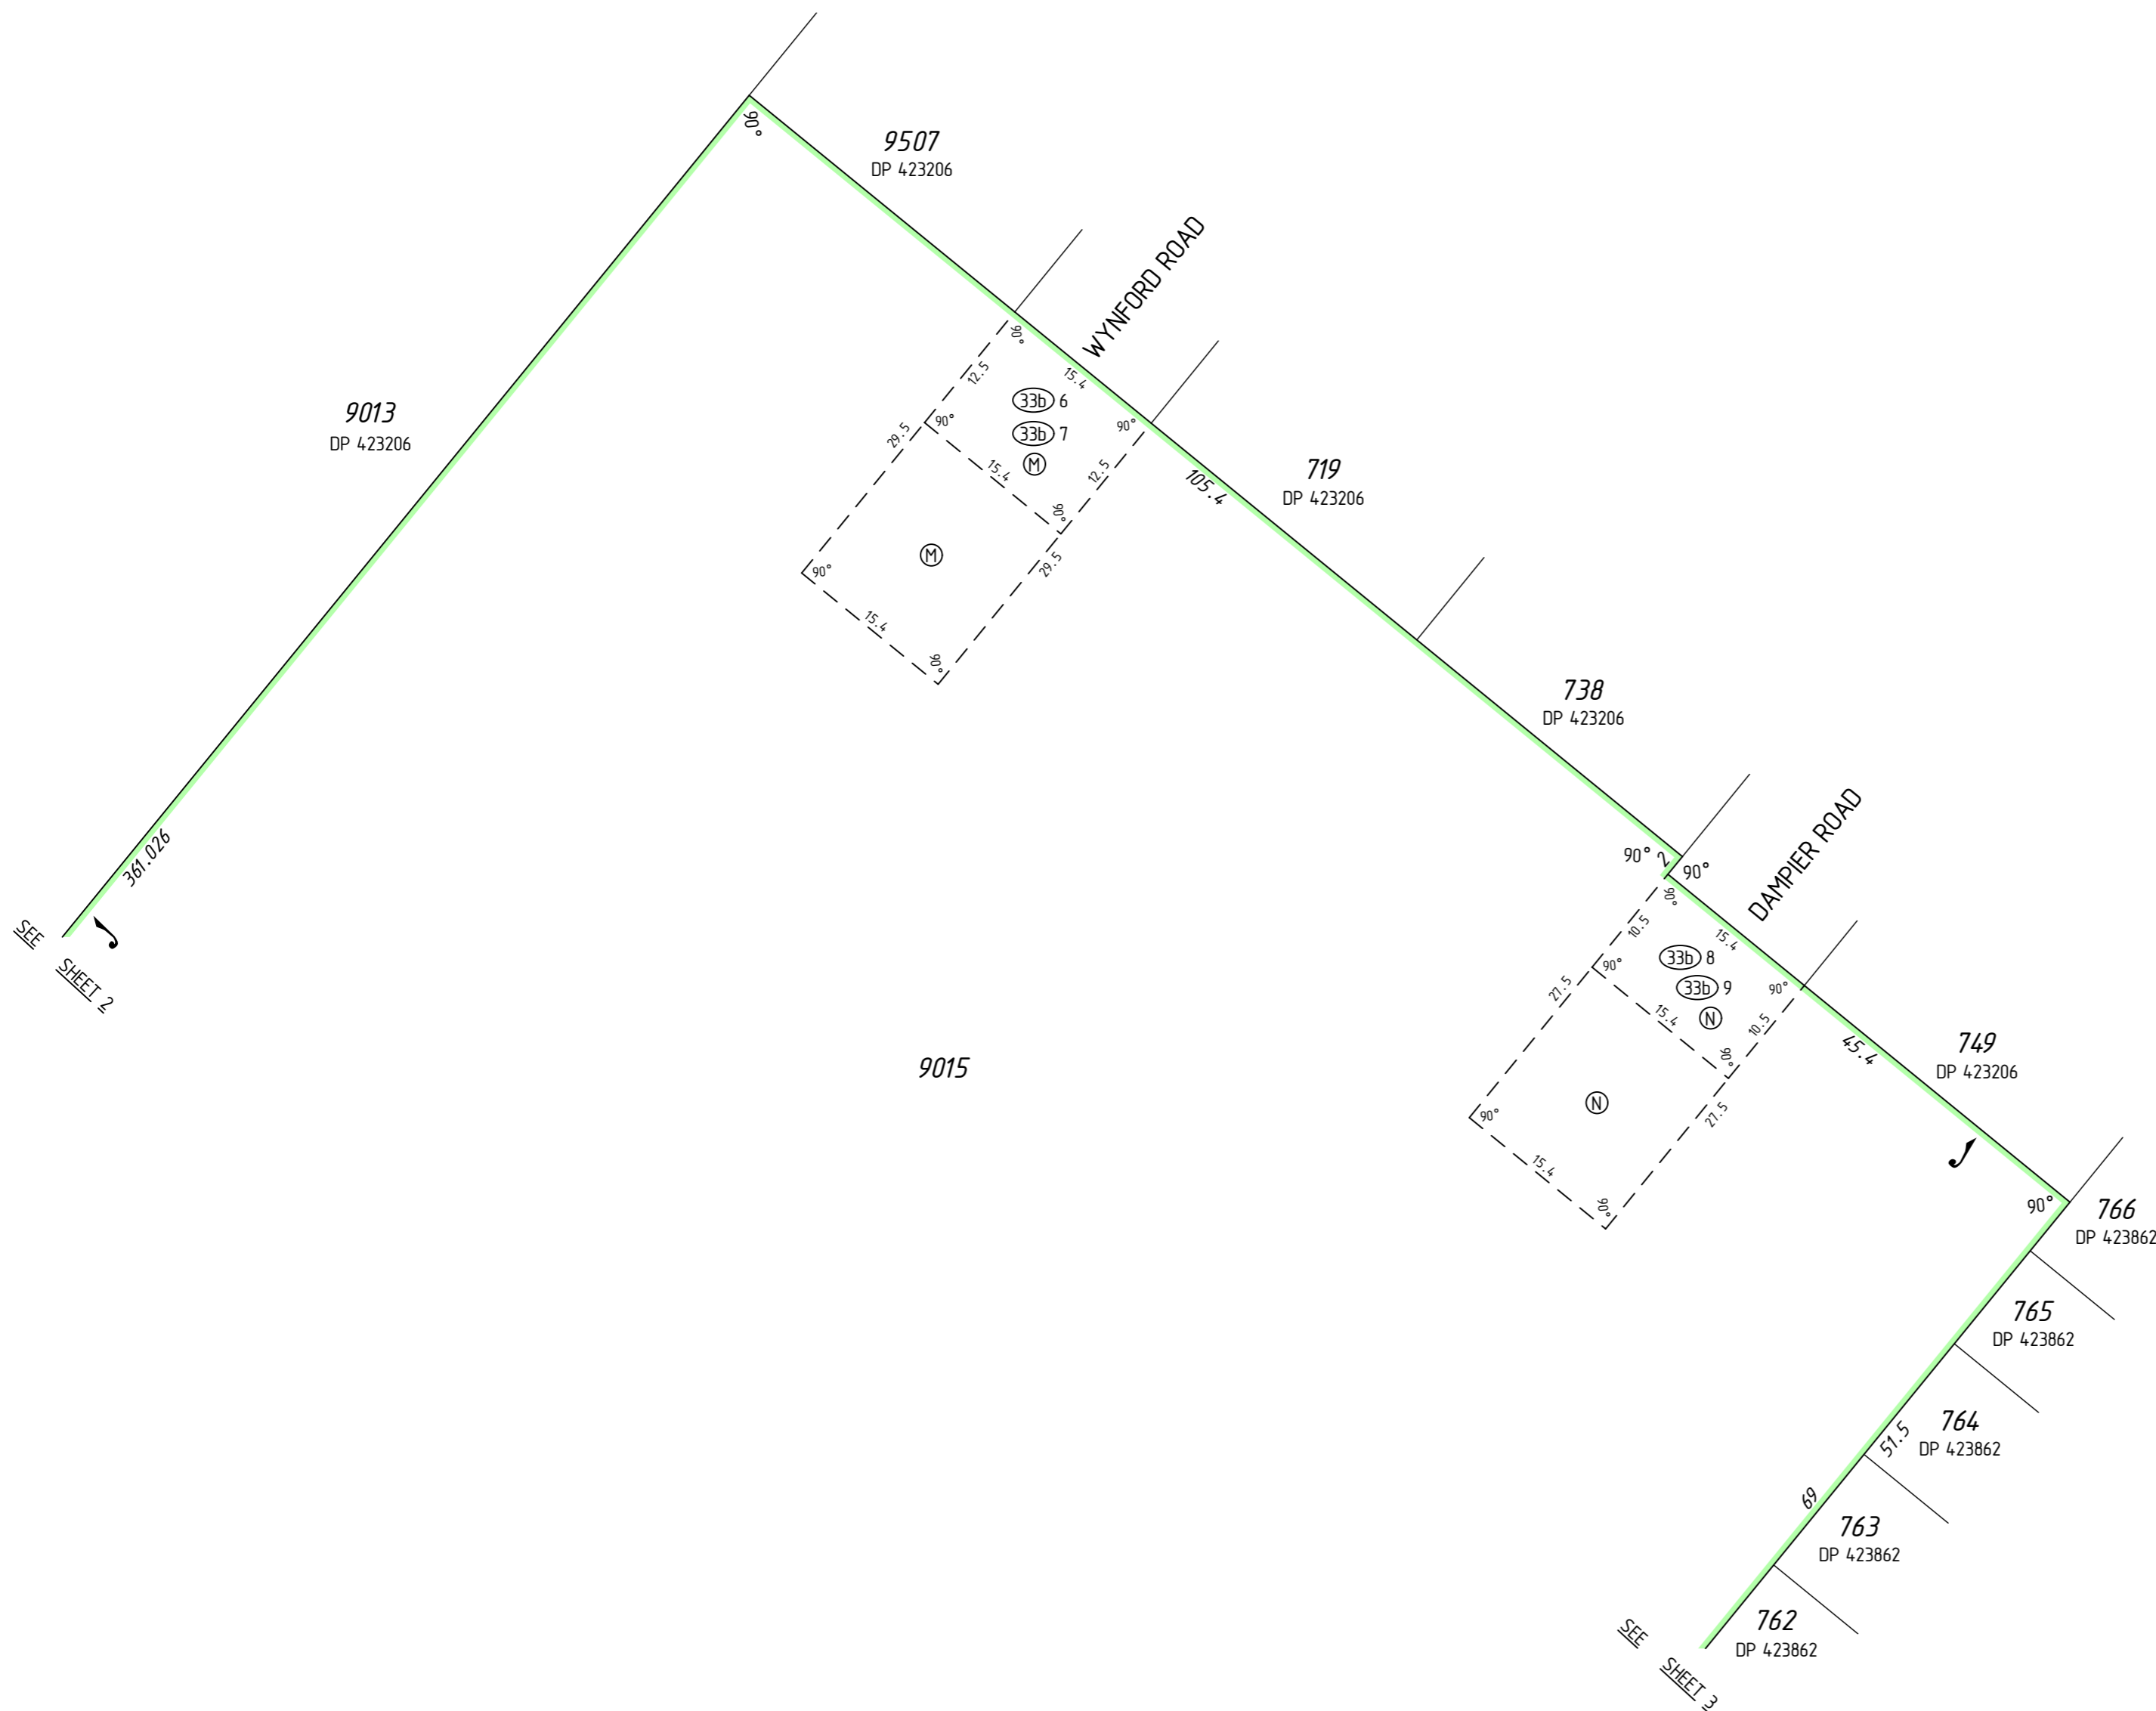 90°
9507
DP 423206
WYNFORD ROAD
9013
DP 423206
90°
15.4
12.5
33b 6
33b 7
M
90°
90°
29.5
15.4
12.5
105.4
719
DP 423206
90°
M
29.5
90°
15.4
90°
738
DP 423206
361.026
SEE
SHEET 2
90°
2
90°
DAMPIER ROAD
90°
15.4
10.5
33b 8
33b 9
N
90°
90°
27.5
15.4
10.5
45.4
749
DP 423206
90°
9015
N
27.5
90°
15.4
90°
90°
766
DP 423862
765
DP 423862
764
DP 423862
51.5
69
763
DP 423862
762
DP 423862
SEE
SHEET 3